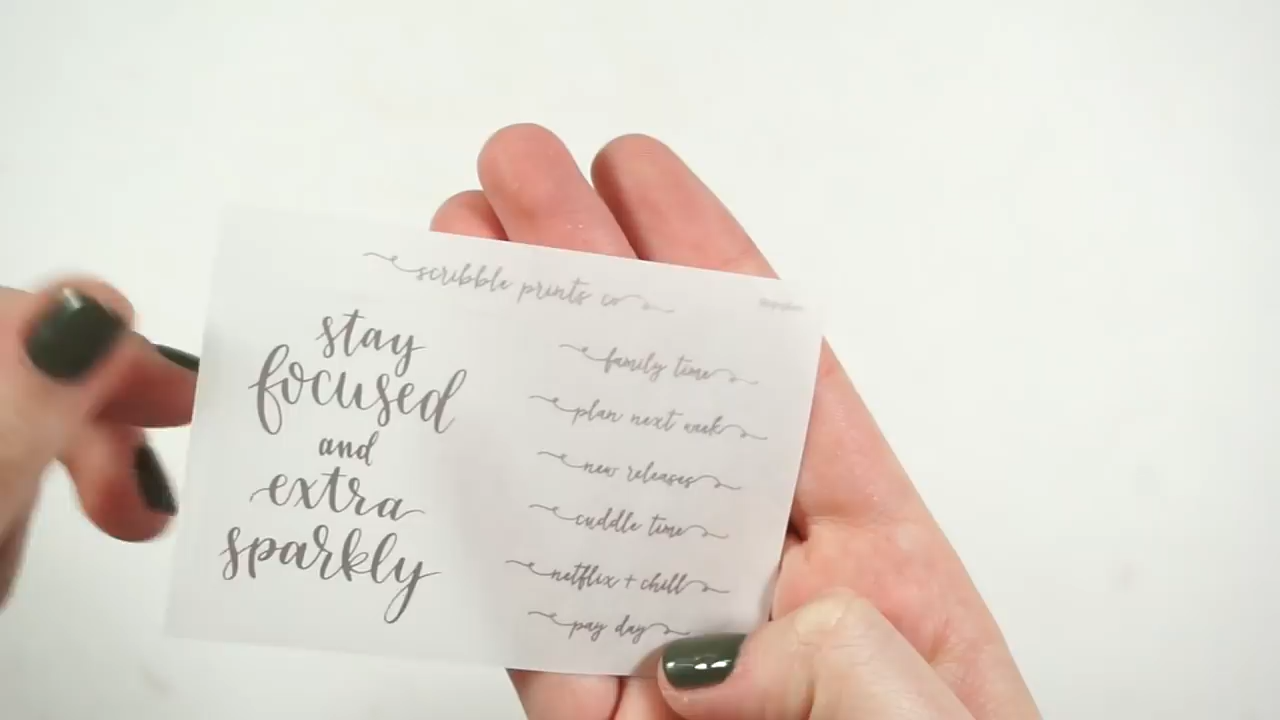 scribble prints co
stay
focused
and
extra
sparkly
family time
plan next week
new releases
cuddle time
netflix + chill
pay day